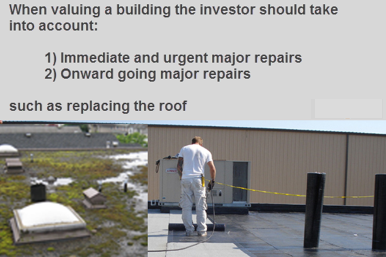 When valuing a building the investor should take
into account:
1) Immediate and urgent major repairs
2) Onward going major repairs
such as replacing the roof